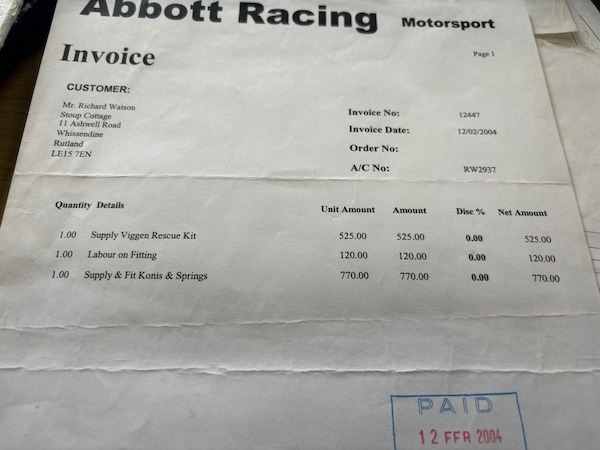 Abbott Racing Motorsport
Invoice
Page 1
CUSTOMER:
Mr. Richard Watson
Stoup Cottage
11 Ashwell Road
Whissendine
Rutland
LE15 7EN
Invoice No: 12447
Invoice Date: 12/02/2004
Order No:
A/C No: RW2937
Quantity Details Unit Amount Amount Disc % Net Amount
1.00 Supply Viggen Rescue Kit 525.00 525.00 0.00 525.00
1.00 Labour on Fitting 120.00 120.00 0.00 120.00
1.00 Supply & Fit Konis & Springs 770.00 770.00 0.00 770.00
PAID
12 FEB 2004